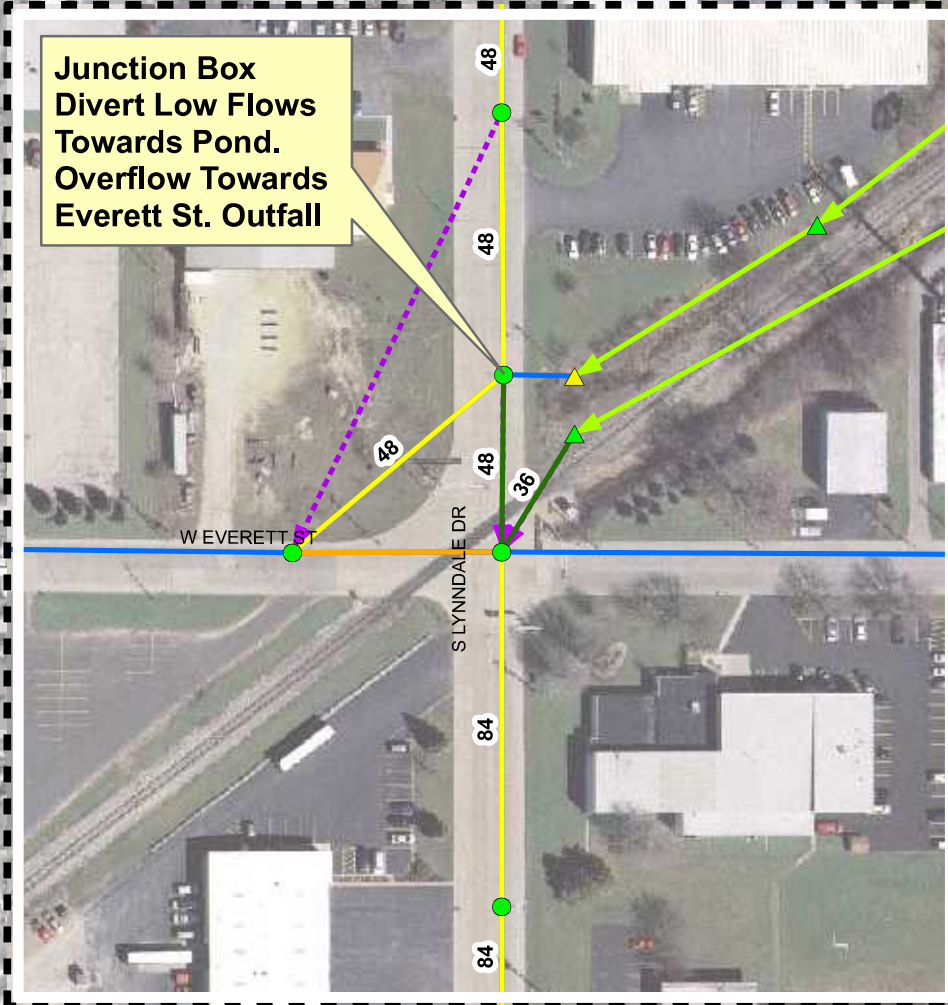 Junction Box
Divert Low Flows
Towards Pond.
Overflow Towards
Everett St. Outfall
48
48
48
48
36
W EVERETT ST
S LYNNDALE DR
84
84